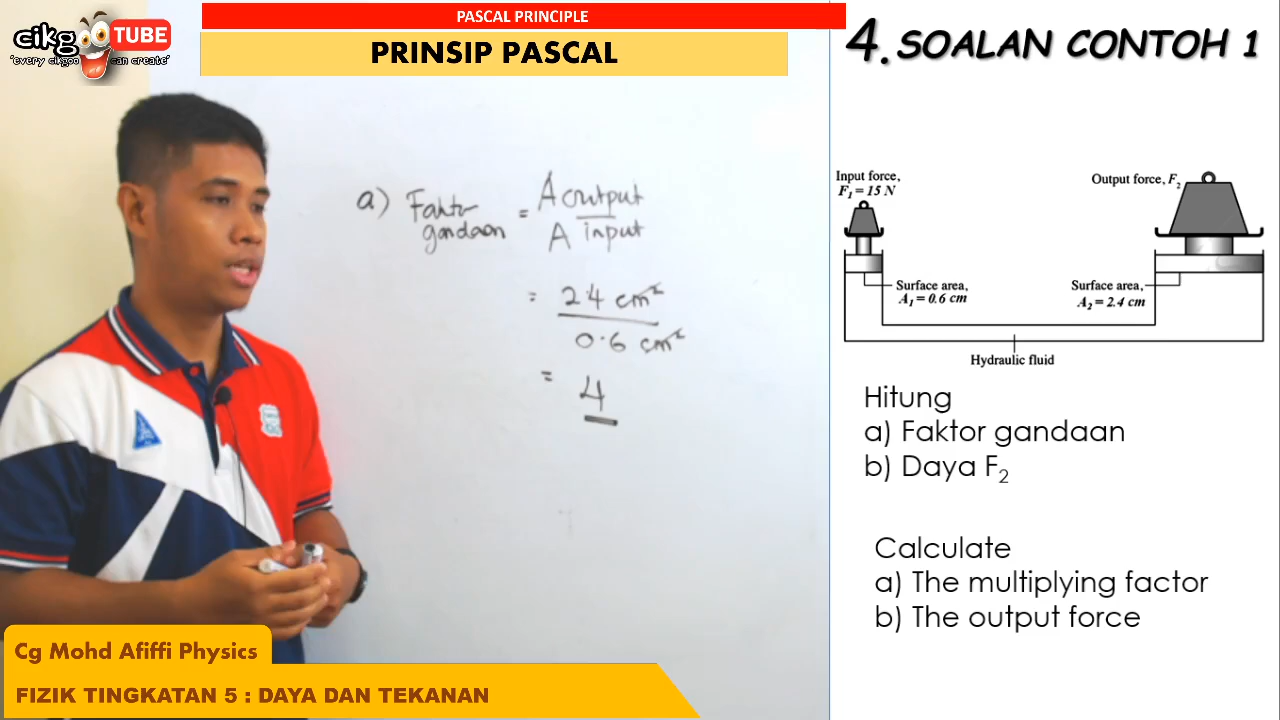 cikgoo TUBE
'every cikgoo can create'
PASCAL PRINCIPLE
PRINSIP PASCAL
a) Faktor gandaan = A output / A input
= 24 cm² / 0.6 cm²
= 4
4. SOALAN CONTOH 1
Input force,
F₁ = 15 N
Output force, F₂
Surface area,
A₁ = 0.6 cm
Surface area,
A₂ = 2.4 cm
Hydraulic fluid
Hitung
a) Faktor gandaan
b) Daya F₂
Calculate
a) The multiplying factor
b) The output force
Cg Mohd Afiffi Physics
FIZIK TINGKATAN 5 : DAYA DAN TEKANAN